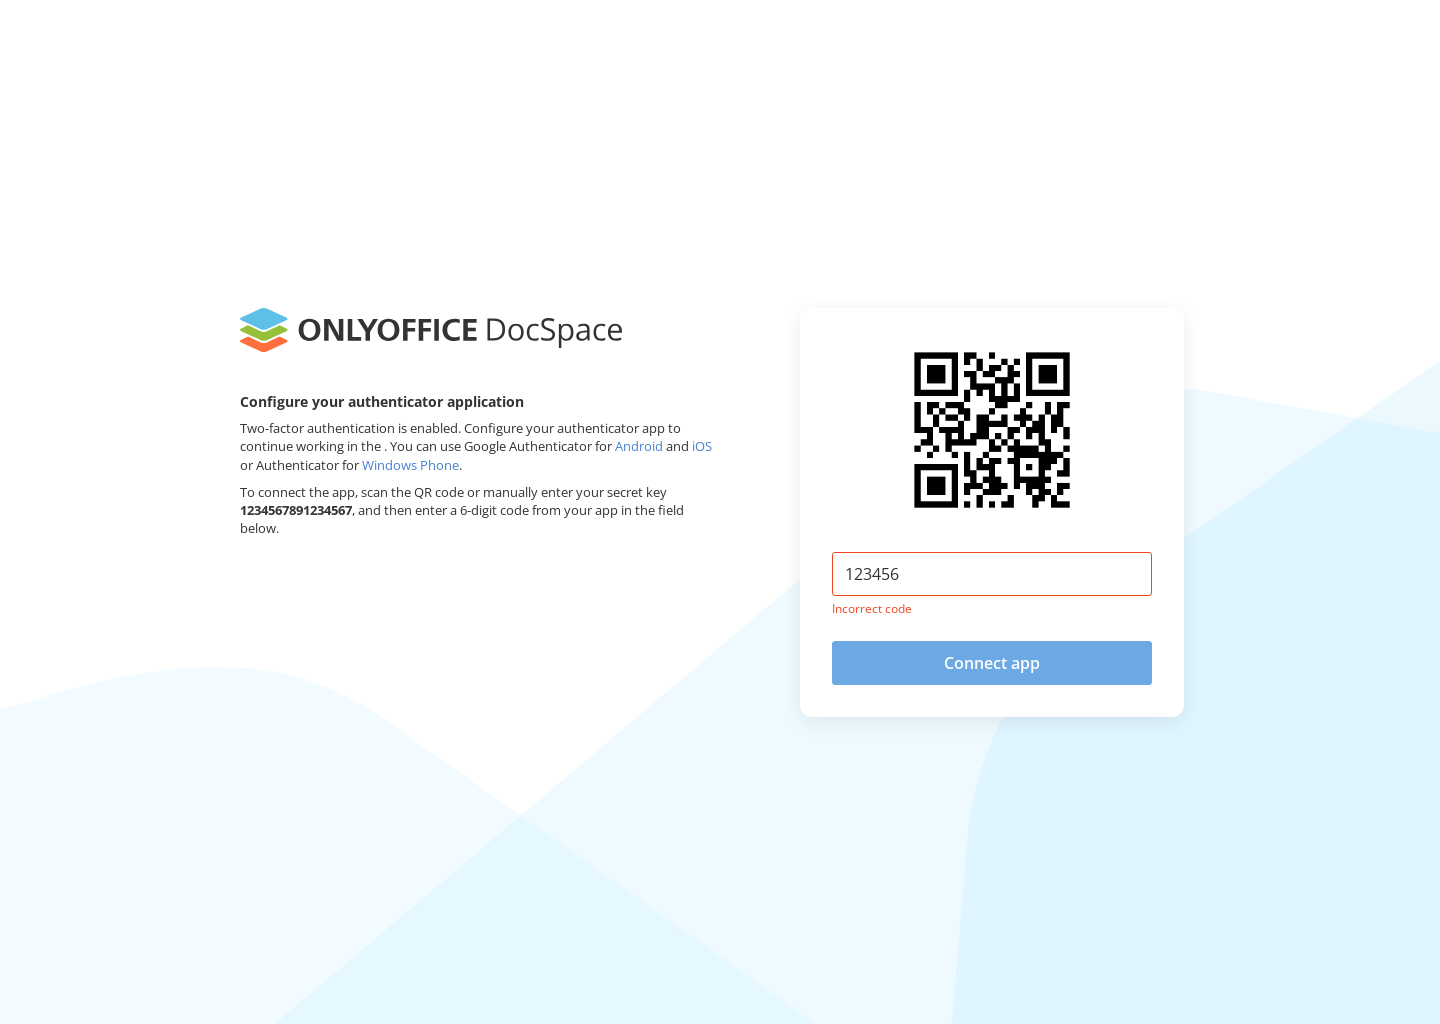 ONLYOFFICE DocSpace
Configure your authenticator application
Two-factor authentication is enabled. Configure your authenticator app to
continue working in the . You can use Google Authenticator for Android and iOS
or Authenticator for Windows Phone.
To connect the app, scan the QR code or manually enter your secret key
1234567891234567, and then enter a 6-digit code from your app in the field
below.
123456
Incorrect code
Connect app